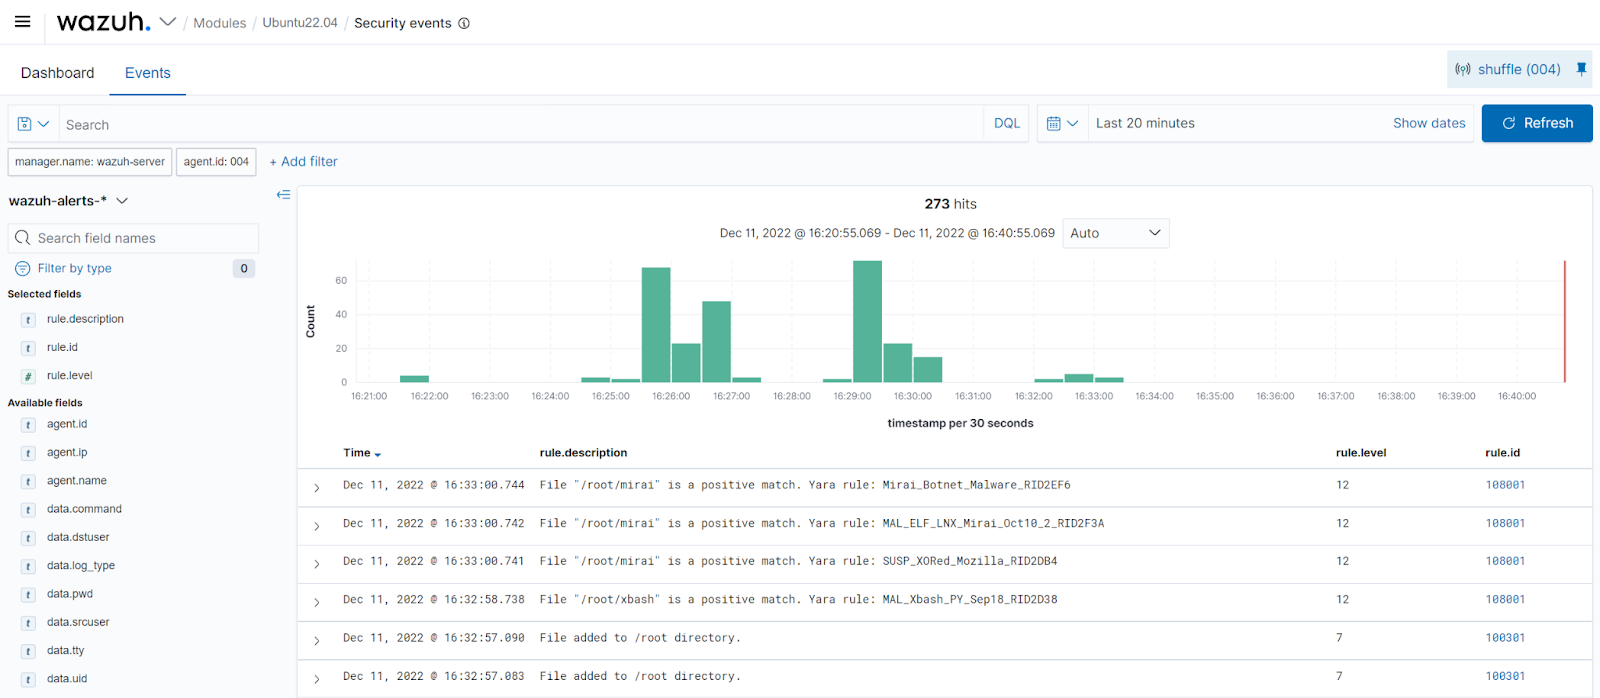 wazuh. / Modules / Ubuntu22.04 / Security events
Dashboard Events shuffle (004)
Search DQL Last 20 minutes Show dates Refresh
manager.name: wazuh-server agent.id: 004 + Add filter
wazuh-alerts-*
Search field names
Filter by type 0
Selected fields
t rule.description
t rule.id
# rule.level
Available fields
t agent.id
t agent.ip
t agent.name
t data.command
t data.dstuser
t data.log_type
t data.pwd
t data.srcuser
t data.tty
t data.uid
273 hits
Dec 11, 2022 @ 16:20:55.069 - Dec 11, 2022 @ 16:40:55.069 Auto
Count
60
40
20
0
16:21:00 16:22:00 16:23:00 16:24:00 16:25:00 16:26:00 16:27:00 16:28:00 16:29:00 16:30:00 16:31:00 16:32:00 16:33:00 16:34:00 16:35:00 16:36:00 16:37:00 16:38:00 16:39:00 16:40:00
timestamp per 30 seconds
Time rule.description rule.level rule.id
Dec 11, 2022 @ 16:33:00.744 File "/root/mirai" is a positive match. Yara rule: Mirai_Botnet_Malware_RID2EF6 12 108001
Dec 11, 2022 @ 16:33:00.742 File "/root/mirai" is a positive match. Yara rule: MAL_ELF_LNX_Mirai_Oct10_2_RID2F3A 12 108001
Dec 11, 2022 @ 16:33:00.741 File "/root/mirai" is a positive match. Yara rule: SUSP_XORed_Mozilla_RID2DB4 12 108001
Dec 11, 2022 @ 16:32:58.738 File "/root/xbash" is a positive match. Yara rule: MAL_Xbash_PY_Sep18_RID2D38 12 108001
Dec 11, 2022 @ 16:32:57.090 File added to /root directory. 7 100301
Dec 11, 2022 @ 16:32:57.083 File added to /root directory. 7 100301